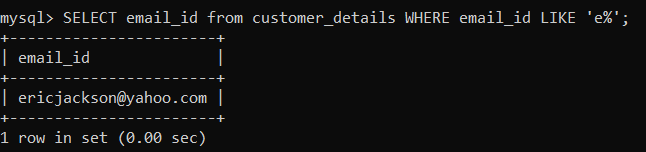 mysql> SELECT email_id from customer_details WHERE email_id LIKE 'e%';
+-----------------------+
| email_id              |
+-----------------------+
| ericjackson@yahoo.com |
+-----------------------+
1 row in set (0.00 sec)